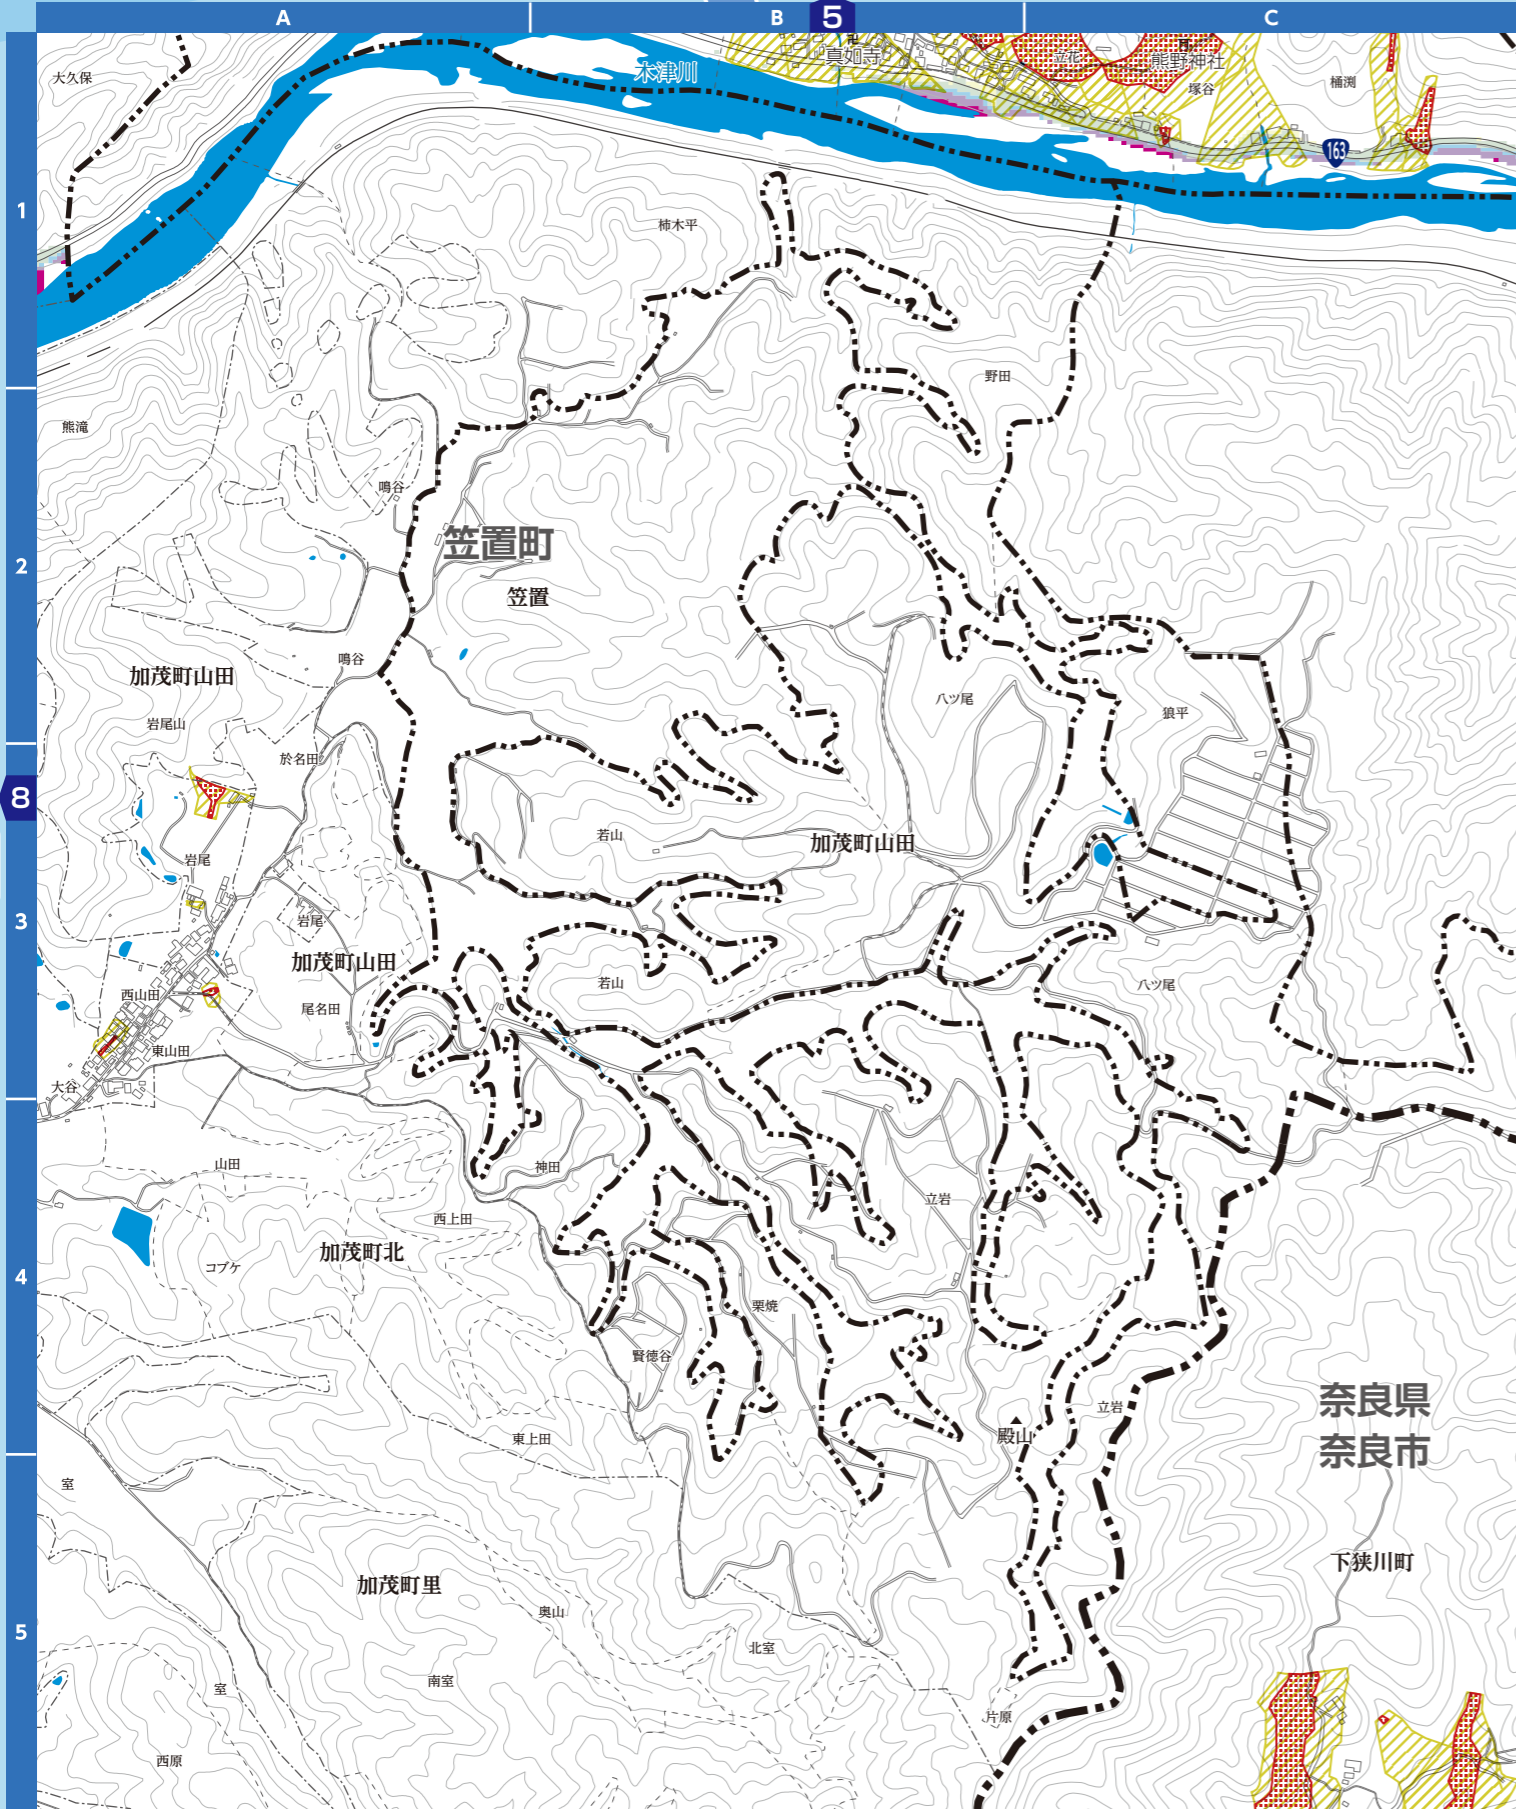 A
B
5
C
大久保
木津川
真如寺
立花
熊野神社
塚谷
桶渕
163
1
柿木平
野田
熊滝
鳴谷
笠置町
2
笠置
鳴谷
加茂町山田
岩尾山
八ツ尾
狼平
於名田
8
若山
加茂町山田
岩尾
3
岩尾
加茂町山田
若山
八ツ尾
西山田
尾名田
東山田
大谷
山田
神田
立岩
西上田
加茂町北
コブケ
4
栗焼
賢徳谷
奈良県
奈良市
立岩
殿山
東上田
室
下狭川町
加茂町里
奥山
5
北室
南室
室
片原
西原